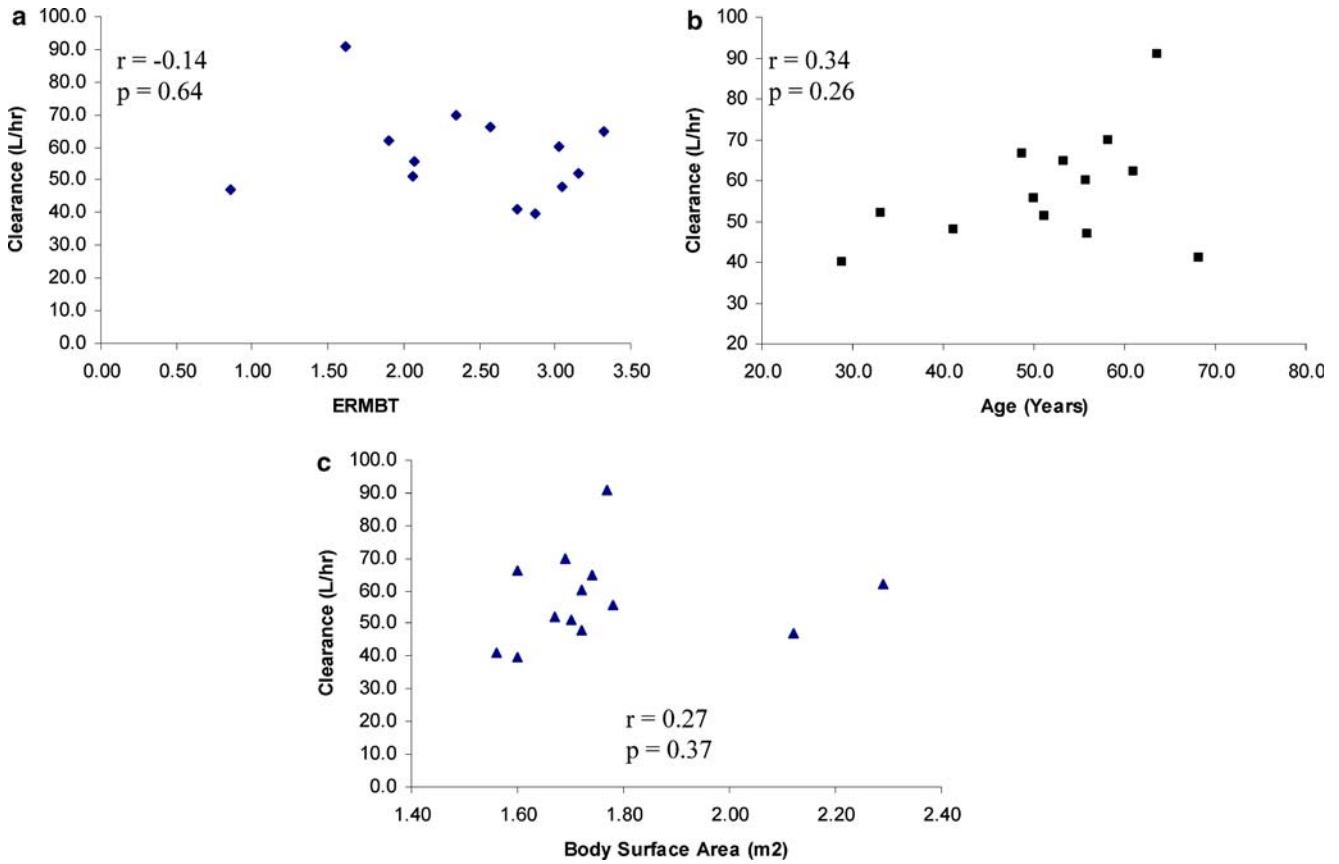 a
r = -0.14
p = 0.64
Clearance (L/hr)
100.0
90.0
80.0
70.0
60.0
50.0
40.0
30.0
20.0
10.0
0.0
0.00 0.50 1.00 1.50 2.00 2.50 3.00 3.50
ERMBT
b
r = 0.34
p = 0.26
Clearance (L/hr)
100
90
80
70
60
50
40
30
20
20.0 30.0 40.0 50.0 60.0 70.0 80.0
Age (Years)
c
Clearance (L/hr)
100.0
90.0
80.0
70.0
60.0
50.0
40.0
30.0
20.0
10.0
0.0
r = 0.27
p = 0.37
1.40 1.60 1.80 2.00 2.20 2.40
Body Surface Area (m2)